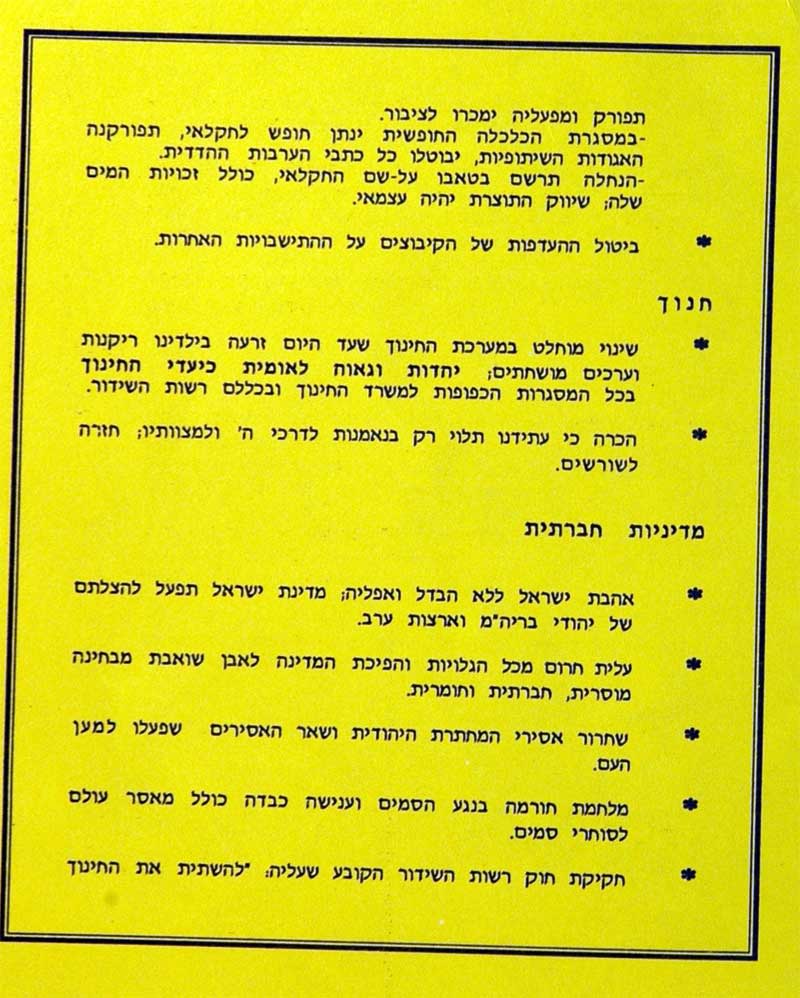 תפורק ומפעליה ימכרו לציבור.
-במסגרת הכלכלה החופשית ינתן חופש לחקלאי, תפורקנה
האגודות השיתופיות, יבוטלו כל כתבי הערבות ההדדית.
-הנחלה תרשם בטאבו על-שם החקלאי, כולל זכויות המים
שלה; שיווק התוצרת יהיה עצמאי.
* ביטול ההעדפות של הקיבוצים על ההתישבויות האחרות.
חנוך
* שינוי מוחלט במערכת החינוך שעד היום זרעה בילדינו ריקנות
וערכים מושחתים; יהדות וגאוה לאומית כיעדי החינוך
בכל המסגרות הכפופות למשרד החינוך ובכללם רשות השידור.
* הכרה כי עתידנו תלוי רק בנאמנות לדרכי ה' ולמצוותיו; חזרה
לשורשים.
מדיניות חברתית
* אהבת ישראל ללא הבדל ואפליה; מדינת ישראל תפעל להצלתם
של יהודי בריה"מ וארצות ערב.
* עלית חרום מכל הגלויות והפיכת המדינה לאבן שואבת מבחינה
מוסרית, חברתית וחומרית.
* שחרור אסירי המחתרת היהודית ושאר האסירים שפעלו למען
העם.
* מלחמת חורמה בנגע הסמים וענישה כבדה כולל מאסר עולם
לסוחרי סמים.
* חקיקת חוק רשות השידור הקובע שעליה: "להשתית את החינוך